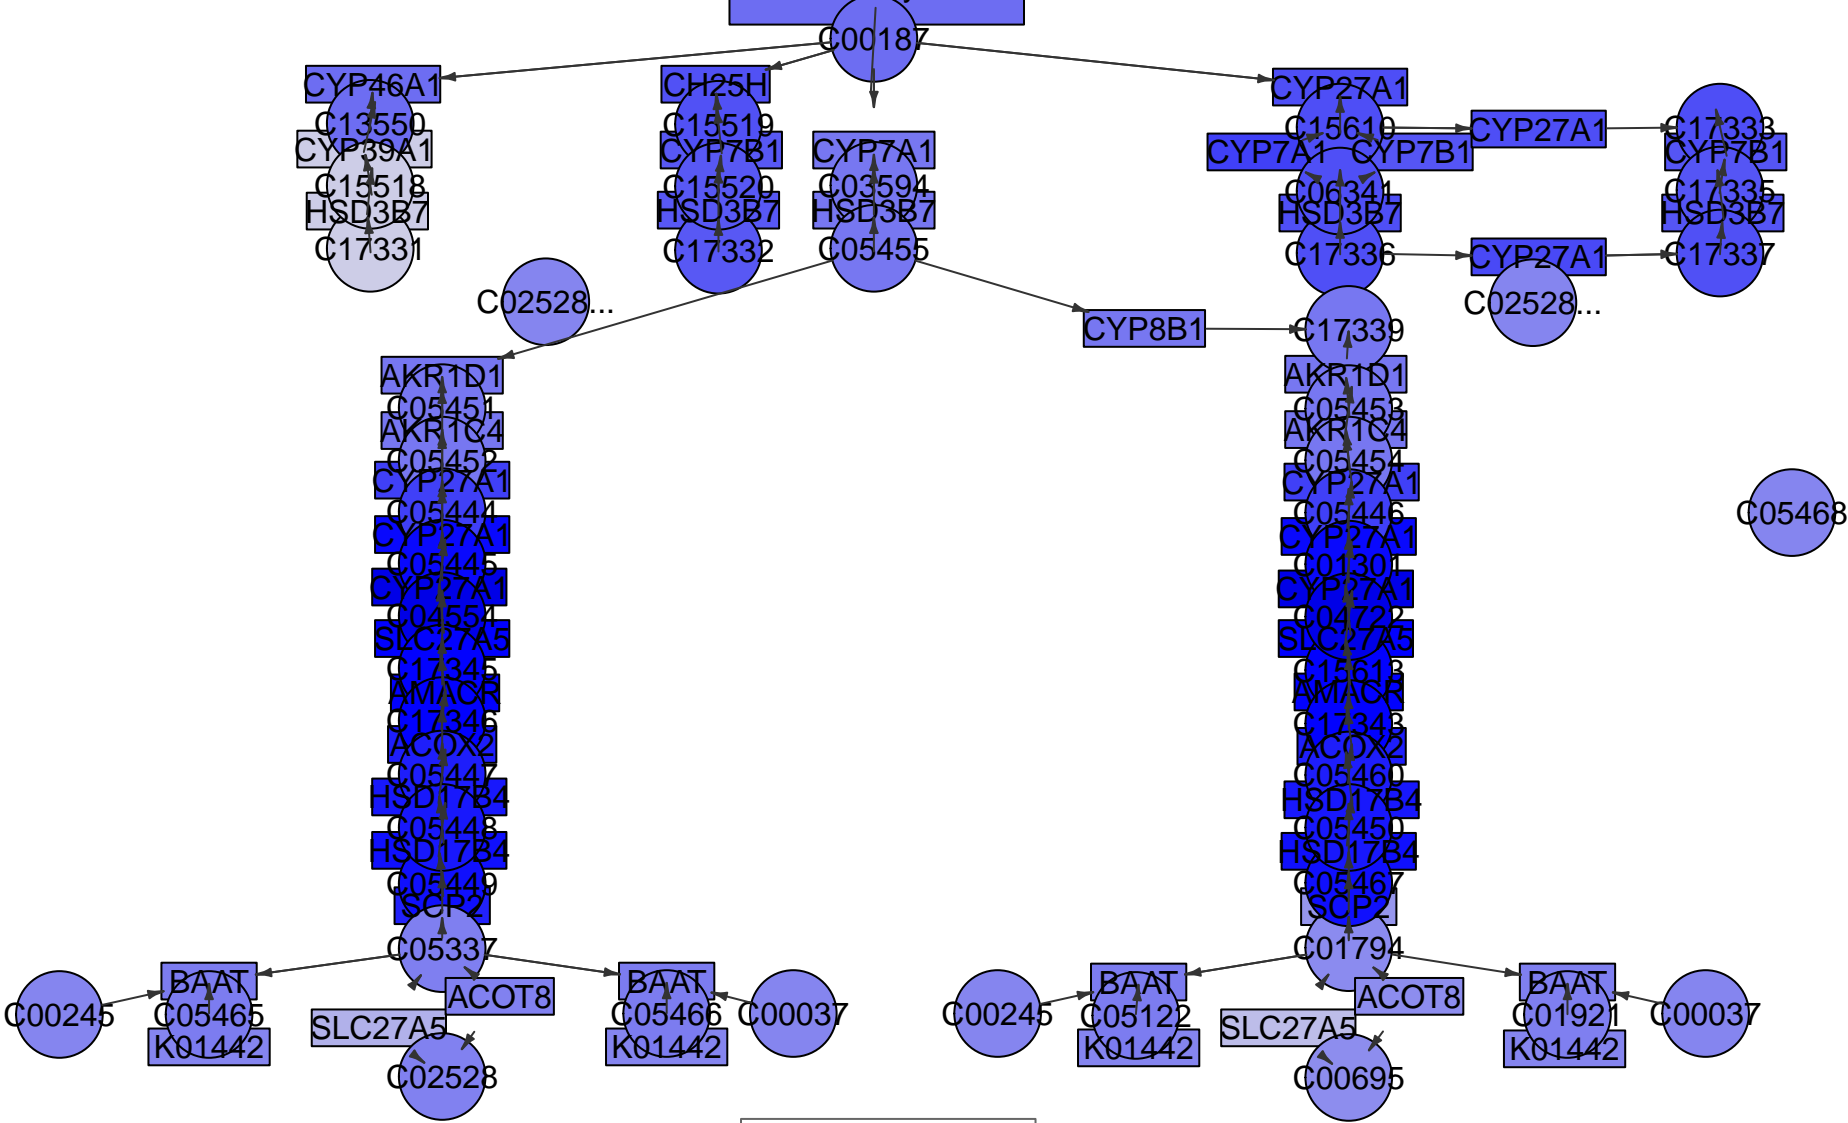 C00187
CYP46A1
CH25H
CYP27A1
C13550
C15519
C15610
CYP27A1
C17333
CYP39A1
CYP7B1
CYP7A1
CYP7A1
CYP7B1
CYP7B1
C15518
C15520
C03594
C06341
C17335
HSD3B7
HSD3B7
HSD3B7
HSD3B7
HSD3B7
C17331
C17332
C05455
C17336
CYP27A1
C17337
C02528...
C02528...
CYP8B1
C17339
AKR1D1
AKR1D1
C05451
C05453
AKR1C4
AKR1C4
C05452
C05454
CYP27A1
CYP27A1
C05444
C05446
C05468
CYP27A1
CYP27A1
C05445
C01301
CYP27A1
CYP27A1
C04554
C04722
SLC27A5
SLC27A5
C17345
C15613
AMACR
AMACR
C17346
C17343
ACOX2
ACOX2
C05447
C05460
HSD17B4
HSD17B4
C05448
C05450
HSD17B4
HSD17B4
C05449
C05467
SCP2
SCP2
C05337
C01794
BAAT
BAAT
BAAT
BAAT
ACOT8
ACOT8
C00245
C05465
C05466
C00037
C00245
C05122
C01921
C00037
SLC27A5
SLC27A5
K01442
K01442
K01442
K01442
C02528
C00695